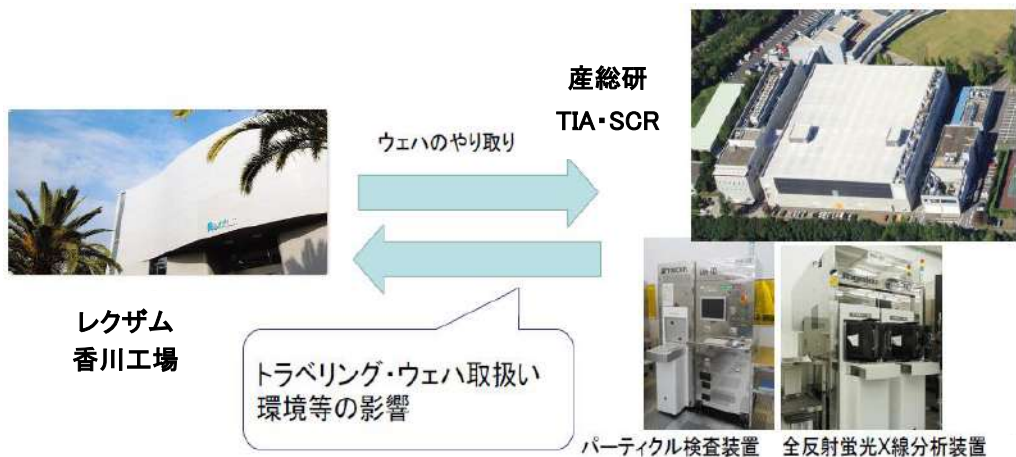 産総研
TIA・SCR
ウェハのやり取り
レクザム
香川工場
トラベリング・ウェハ取扱い
環境等の影響
パーティクル検査装置
全反射蛍光X線分析装置